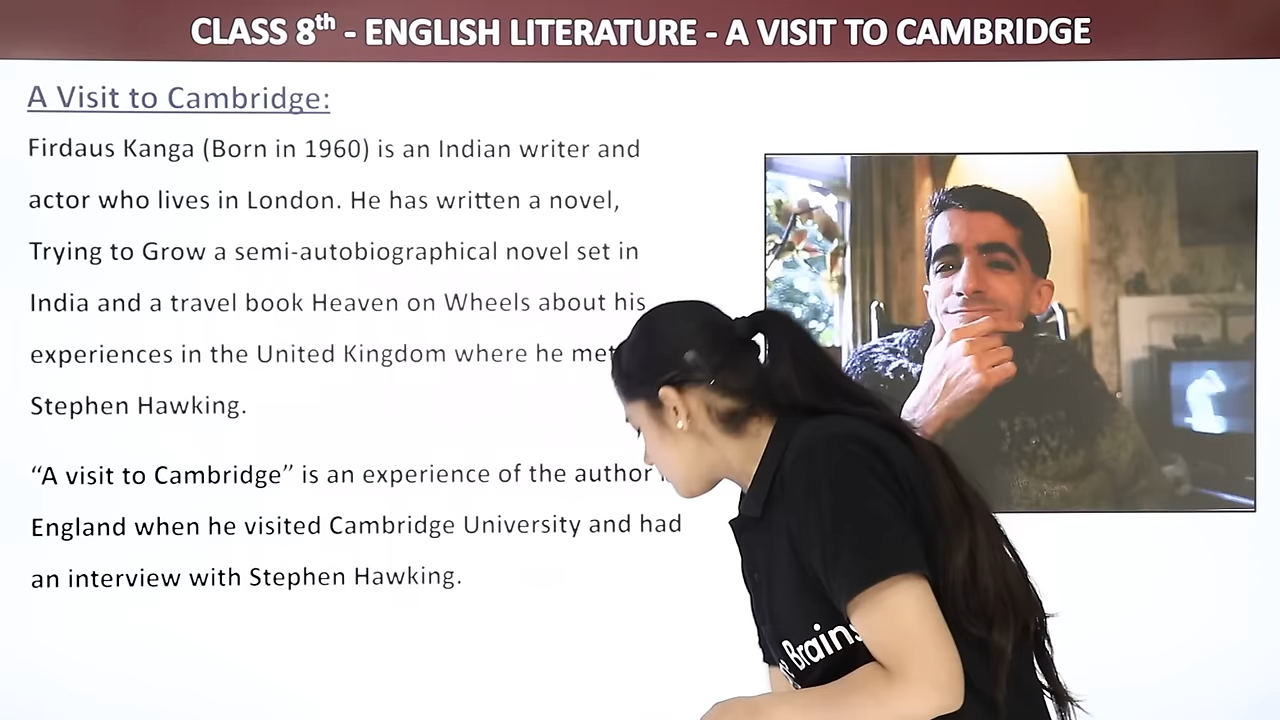 CLASS 8th - ENGLISH LITERATURE - A VISIT TO CAMBRIDGE
A Visit to Cambridge:
Firdaus Kanga (Born in 1960) is an Indian writer and
actor who lives in London. He has written a novel,
Trying to Grow a semi-autobiographical novel set in
India and a travel book Heaven on Wheels about his
experiences in the United Kingdom where he met
Stephen Hawking.
“A visit to Cambridge” is an experience of the author
England when he visited Cambridge University and had
an interview with Stephen Hawking.
Brains